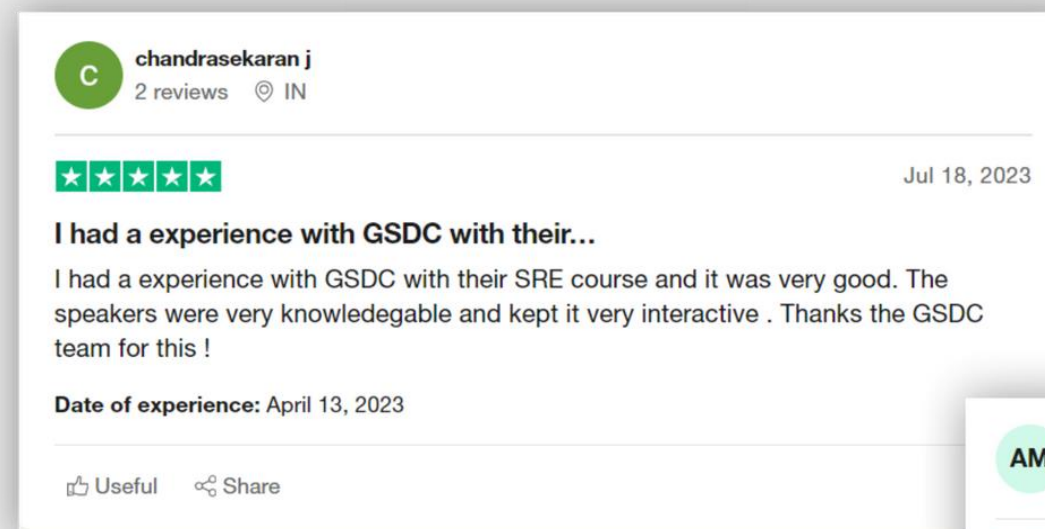 C
chandrasekaran j
2 reviews IN
Jul 18, 2023
I had a experience with GSDC with their...
I had a experience with GSDC with their SRE course and it was very good. The
speakers were very knowledegable and kept it very interactive . Thanks the GSDC
team for this !
Date of experience: April 13, 2023
Useful Share
AM